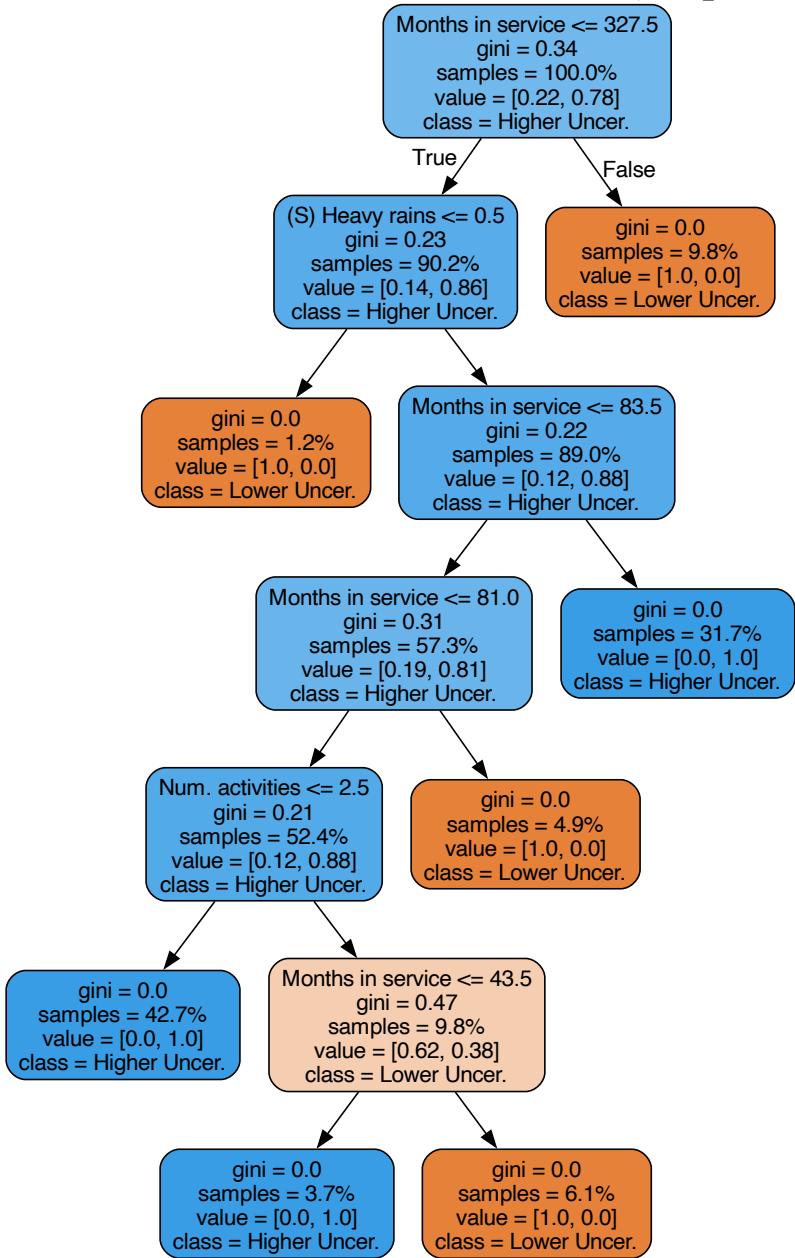 Months in service <= 327.5
gini = 0.34
samples = 100.0%
value = [0.22, 0.78]
class = Higher Uncer.
True
False
(S) Heavy rains <= 0.5
gini = 0.23
samples = 90.2%
value = [0.14, 0.86]
class = Higher Uncer.
gini = 0.0
samples = 9.8%
value = [1.0, 0.0]
class = Lower Uncer.
gini = 0.0
samples = 1.2%
value = [1.0, 0.0]
class = Lower Uncer.
Months in service <= 83.5
gini = 0.22
samples = 89.0%
value = [0.12, 0.88]
class = Higher Uncer.
Months in service <= 81.0
gini = 0.31
samples = 57.3%
value = [0.19, 0.81]
class = Higher Uncer.
gini = 0.0
samples = 31.7%
value = [0.0, 1.0]
class = Higher Uncer.
Num. activities <= 2.5
gini = 0.21
samples = 52.4%
value = [0.12, 0.88]
class = Higher Uncer.
gini = 0.0
samples = 4.9%
value = [1.0, 0.0]
class = Lower Uncer.
gini = 0.0
samples = 42.7%
value = [0.0, 1.0]
class = Higher Uncer.
Months in service <= 43.5
gini = 0.47
samples = 9.8%
value = [0.62, 0.38]
class = Lower Uncer.
gini = 0.0
samples = 3.7%
value = [0.0, 1.0]
class = Higher Uncer.
gini = 0.0
samples = 6.1%
value = [1.0, 0.0]
class = Lower Uncer.